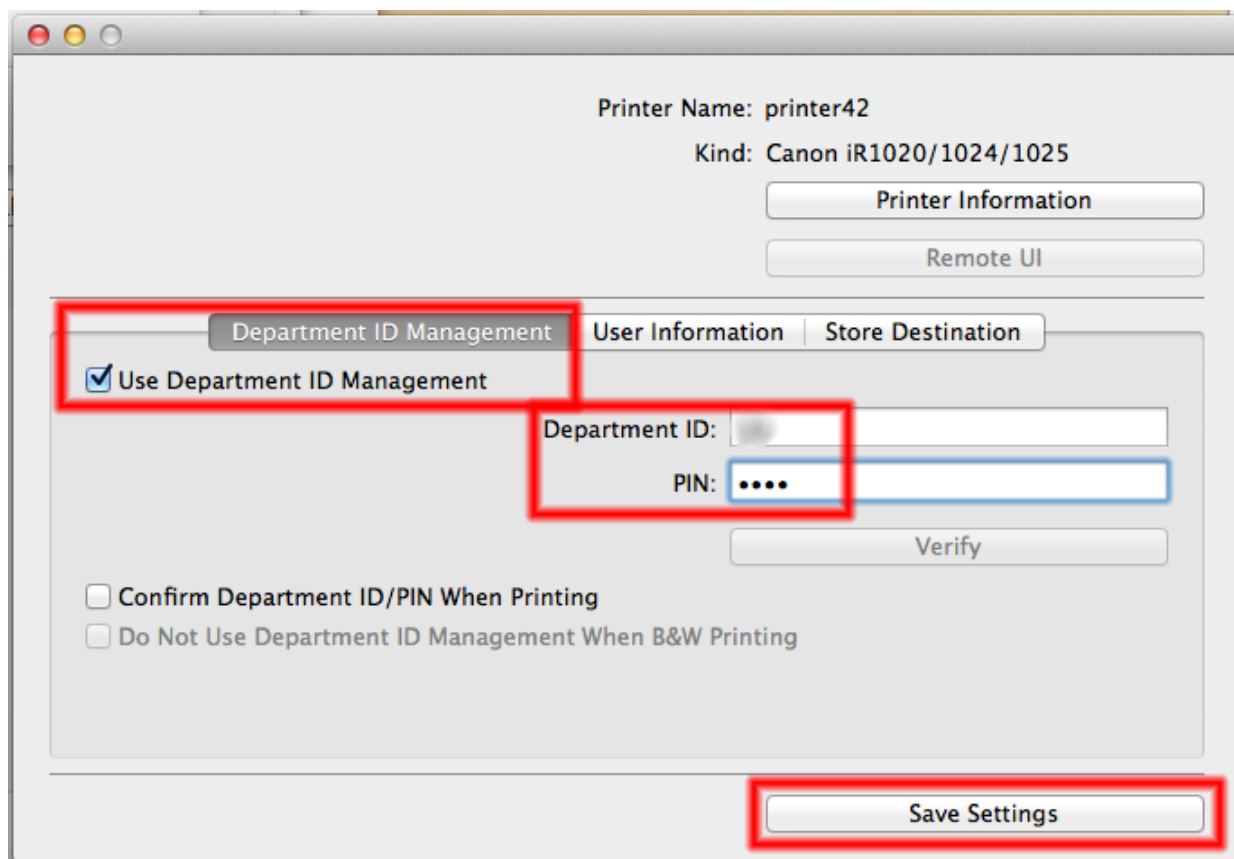 Printer Name: printer42
Kind: Canon iR1020/1024/1025
Printer Information
Remote UI
Department ID Management User Information Store Destination
Use Department ID Management
Department ID:
PIN: ••••
Verify
Confirm Department ID/PIN When Printing
Do Not Use Department ID Management When B&W Printing
Save Settings